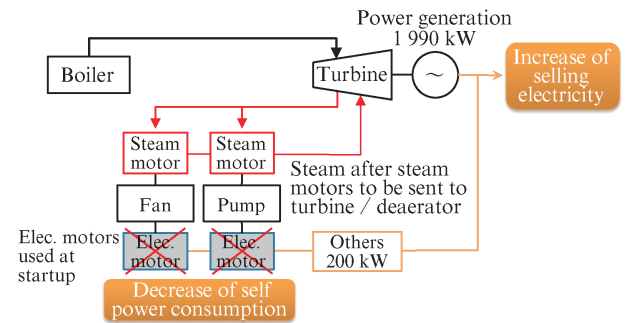 Power generation
1 990 kW
Boiler
Turbine
~
Increase of
selling
electricity
Steam
motor
Steam
motor
Steam after steam
motors to be sent to
turbine / deaerator
Fan
Pump
Elec. motors
used at
startup
Elec.
motor
Elec.
motor
Others
200 kW
Decrease of self
power consumption